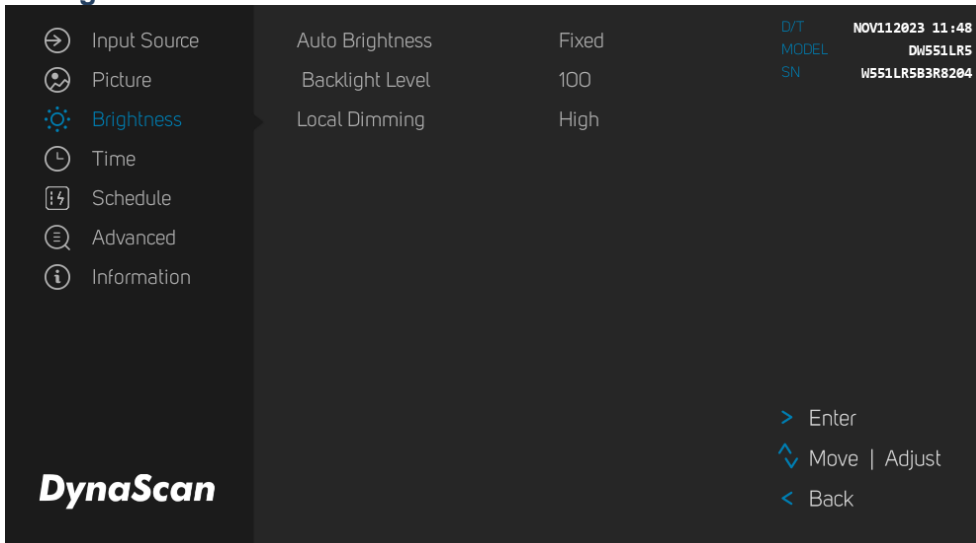 Input Source
Picture
Brightness
Time
Schedule
Advanced
Information
DynaScan
Auto Brightness Fixed
Backlight Level 100
Local Dimming High
D/T NOV112023 11:48
MODEL DW551LR5
SN W551LR5B3R8204
> Enter
Move | Adjust
< Back